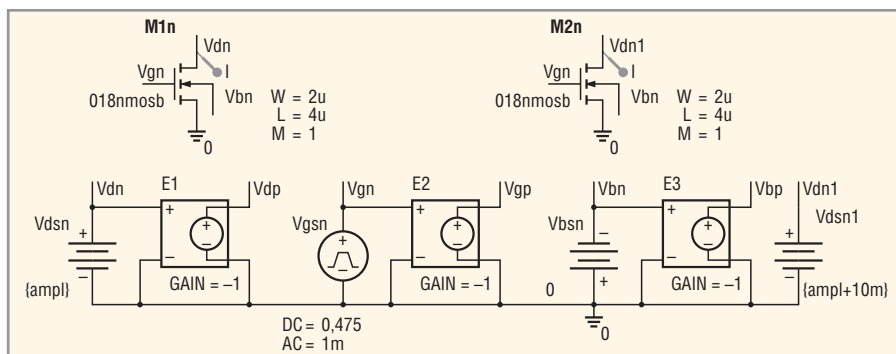 M1n
Vdn
I
Vgn
018nmosb
Vbn
W = 2u
L = 4u
M = 1
0
M2n
Vdn1
I
Vgn
018nmosb
Vbn
W = 2u
L = 4u
M = 1
0
Vdn
E1
Vdp
Vgn
E2
Vgp
Vbn
E3
Vbp
Vdn1
Vdsn
+
−
{ampl}
+
−
+
−
GAIN = −1
Vgsn
+
−
DC = 0,475
AC = 1m
+
−
+
−
GAIN = −1
Vbsn
−
+
0
0
+
−
+
−
GAIN = −1
Vdsn1
+
−
{ampl+10m}